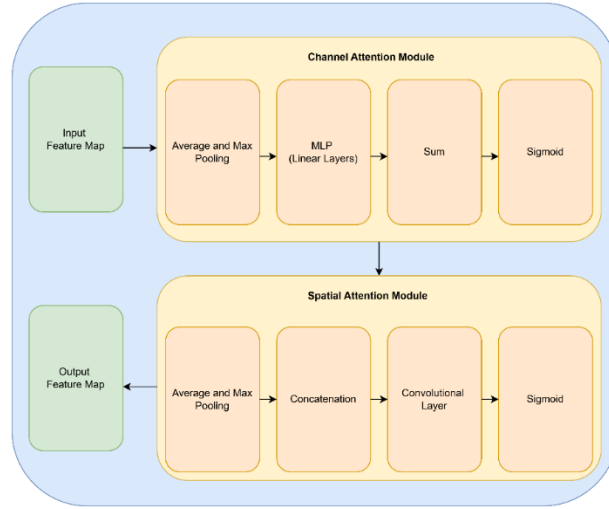 Channel Attention Module
Input
Feature Map
Average and Max
Pooling
MLP
(Linear Layers)
Sum
Sigmoid
Spatial Attention Module
Output
Feature Map
Average and Max
Pooling
Concatenation
Convolutional
Layer
Sigmoid